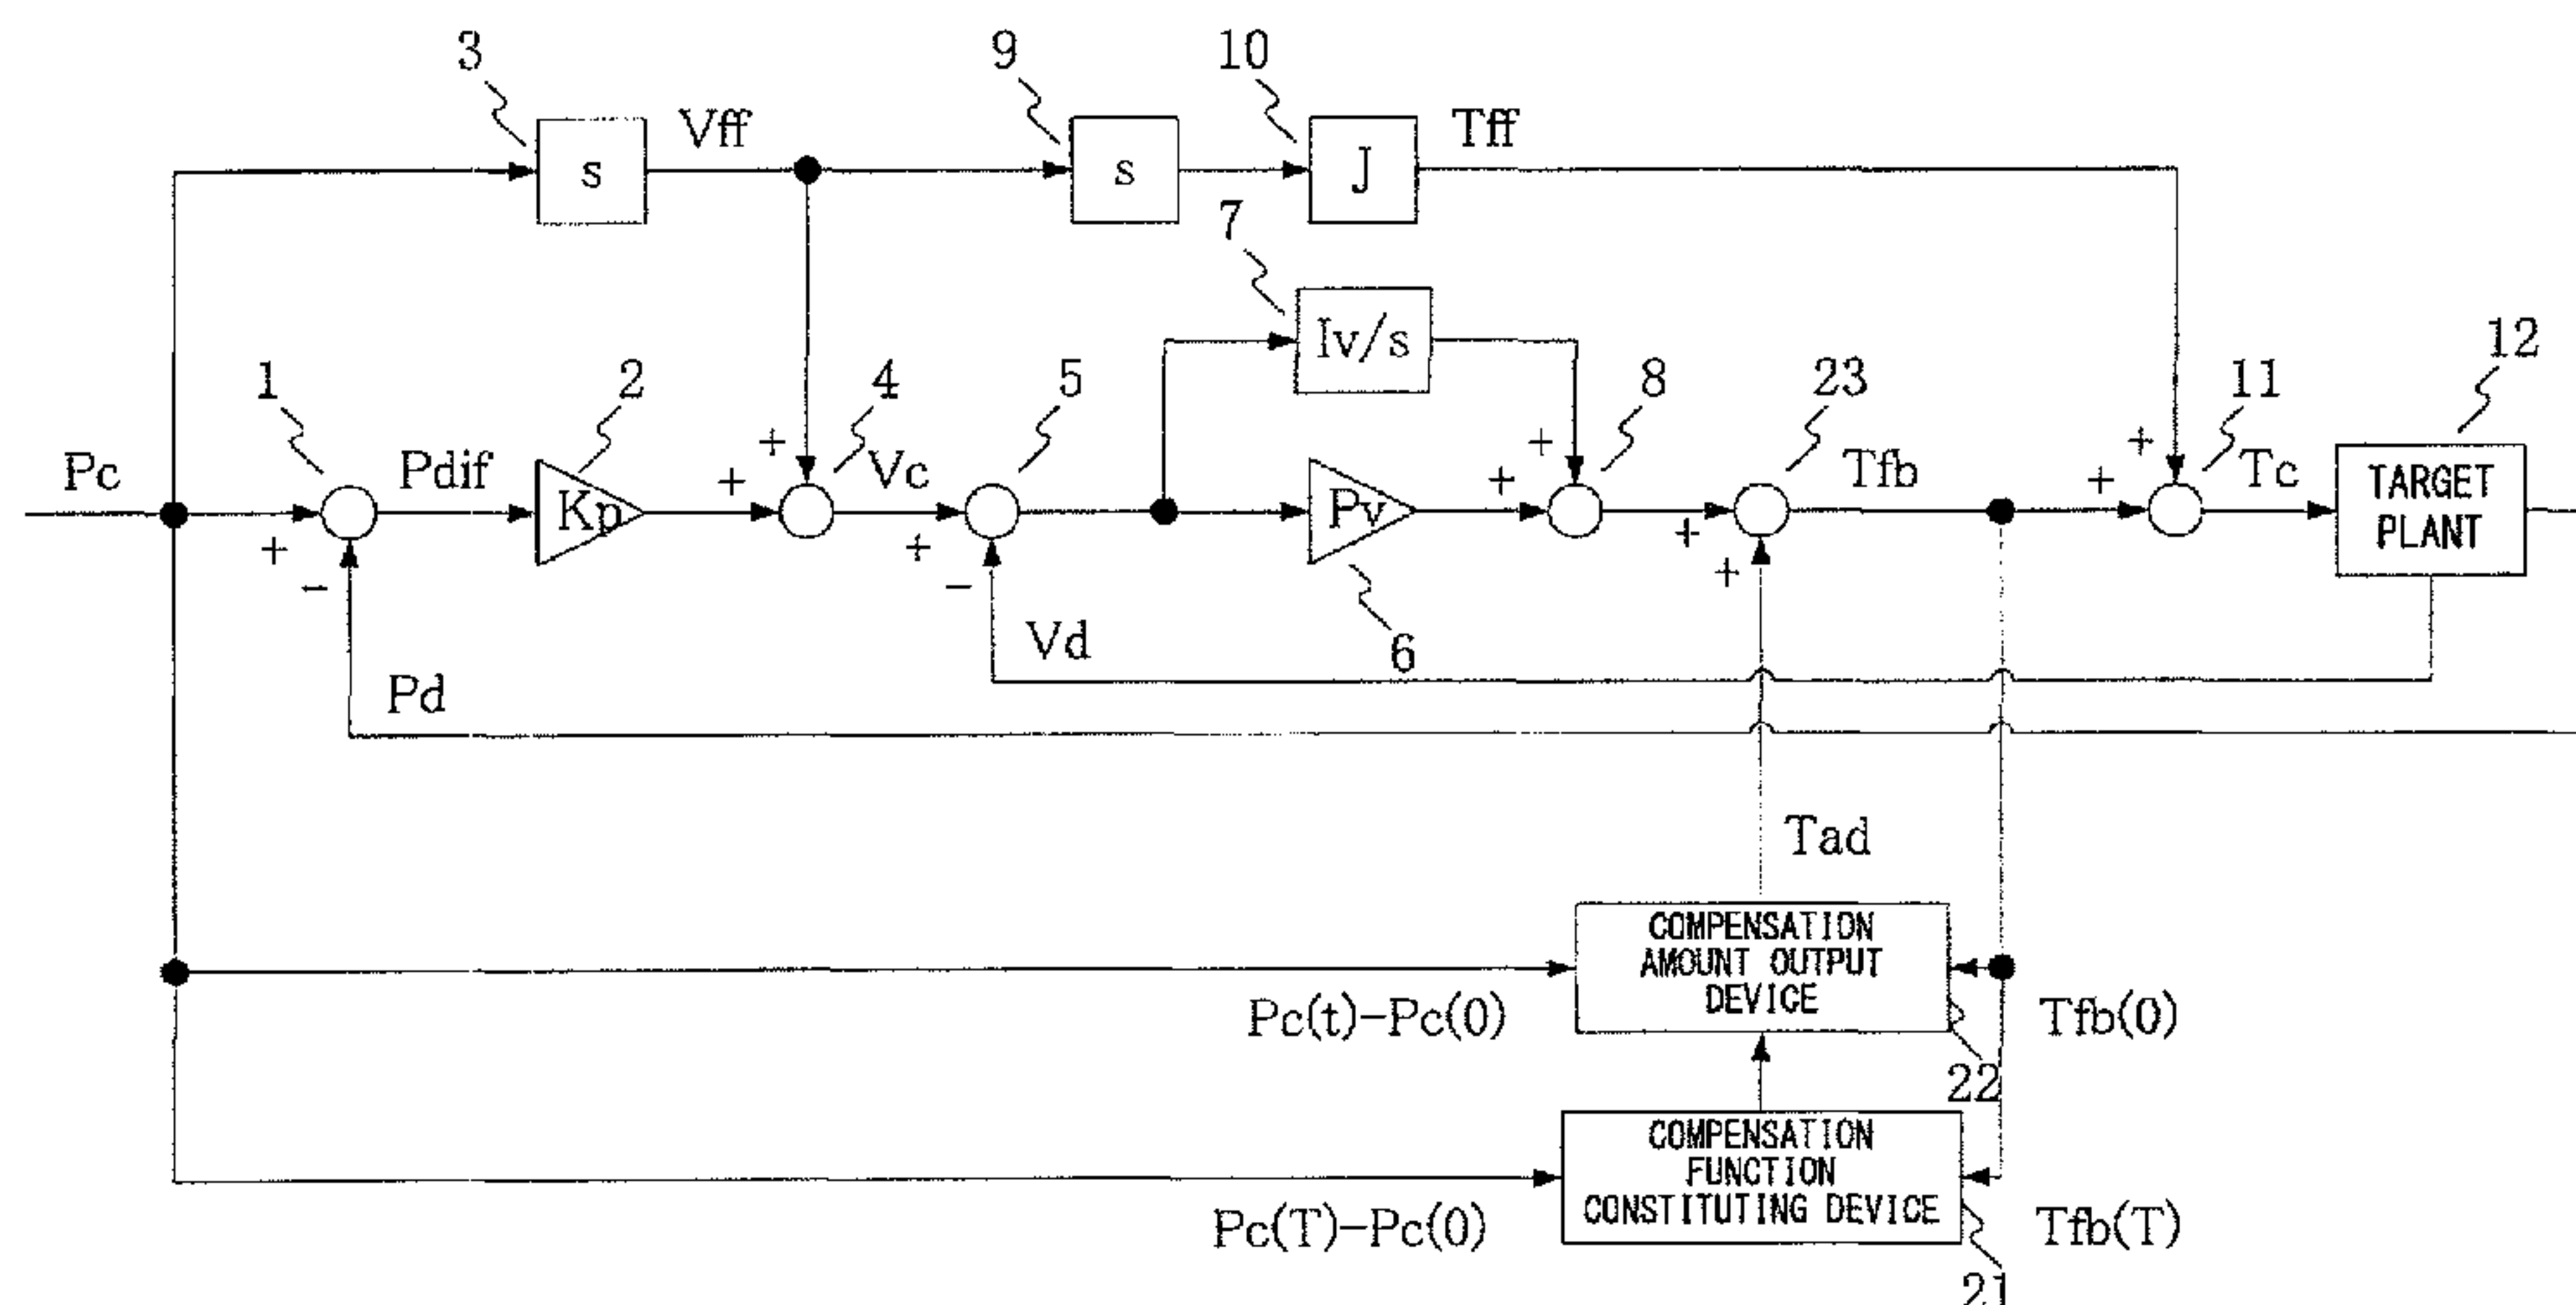 3
9
10
s
Vff
s
J
Tff
7
Iv/s
12
1
2
4
5
8
23
11
Pc
Pdif
Kp
+
+
Vc
Pv
+
+
Tfb
+
+
Tc
TARGET
PLANT
+
-
+
-
+
+
6
Vd
Pd
Tad
COMPENSATION
AMOUNT OUTPUT
DEVICE
Pc(t)-Pc(0)
Tfb(0)
22
COMPENSATION
FUNCTION
CONSTITUTING DEVICE
Pc(T)-Pc(0)
Tfb(T)
21